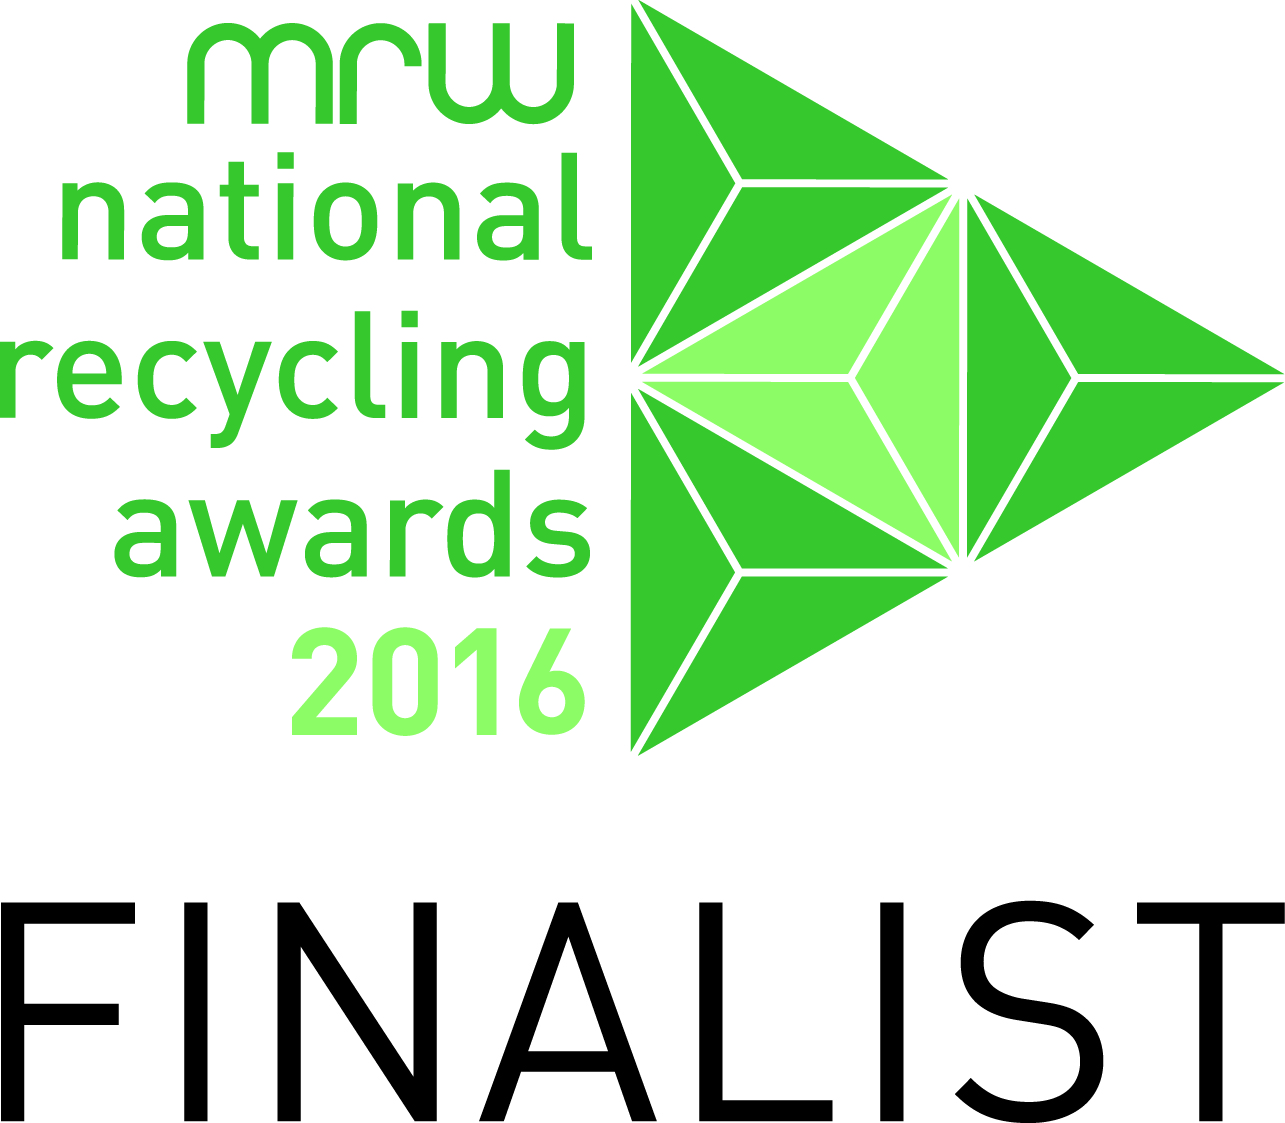 mrw
national
recycling
awards
2016
FINALIST